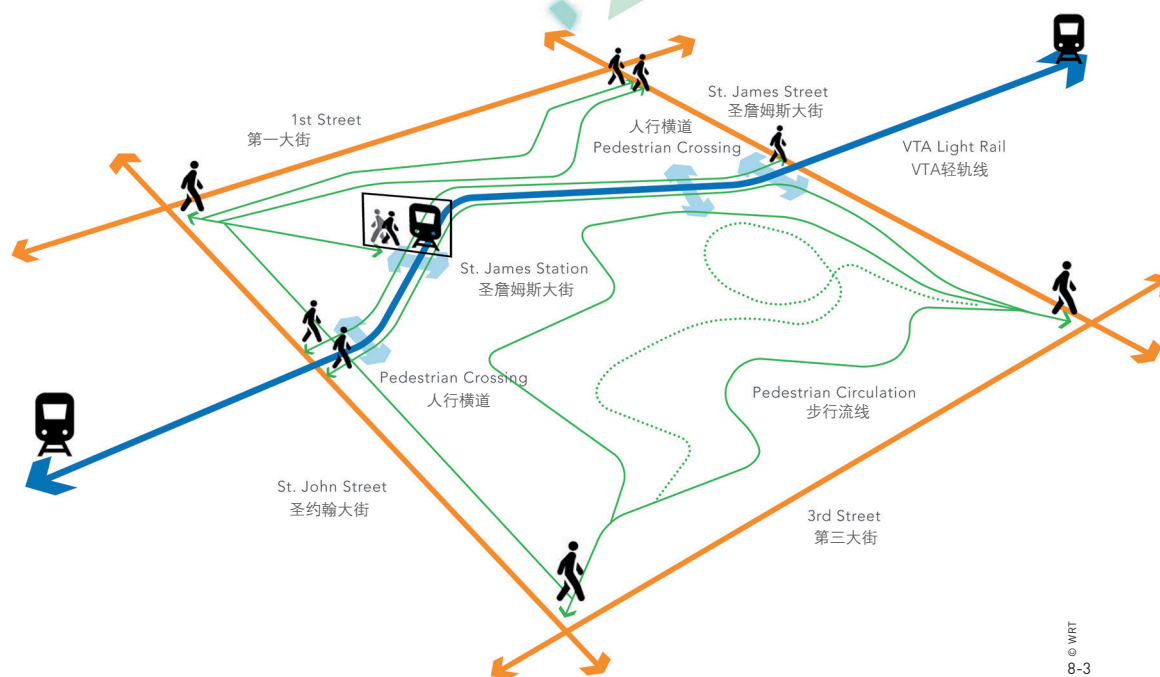 1st Street
第一大街
St. James Street
圣詹姆斯大街
人行横道
Pedestrian Crossing
VTA Light Rail
VTA轻轨线
St. James Station
圣詹姆斯大街
Pedestrian Crossing
人行横道
Pedestrian Circulation
步行流线
St. John Street
圣约翰大街
3rd Street
第三大街
© WRT
8-3